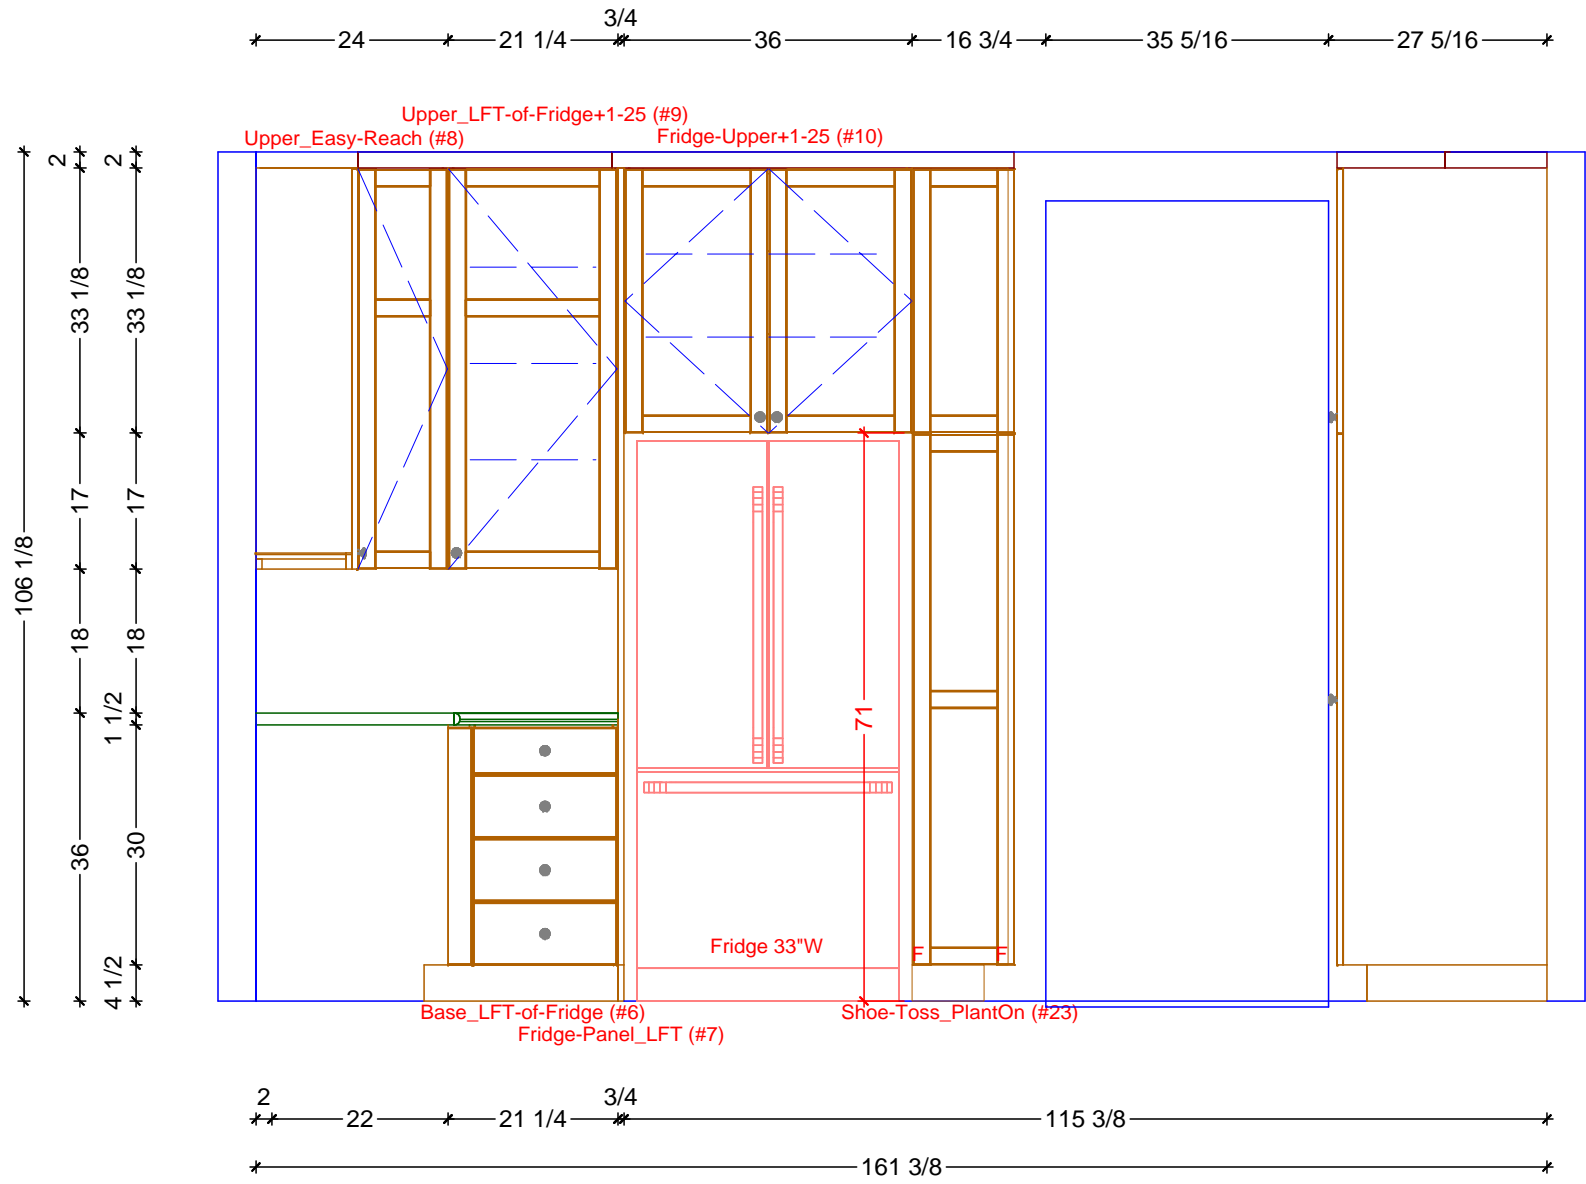 3/4
24 21 1/4 36 16 3/4 35 5/16 27 5/16
Upper_LFT-of-Fridge+1-25 (#9)
Upper_Easy-Reach (#8)
Fridge-Upper+1-25 (#10)
106 1/8
2
33 1/8
17
18
36
2
33 1/8
17
18
1 1/2
30
4 1/2
71
Fridge 33"W
F F
Base_LFT-of-Fridge (#6)
Shoe-Toss_PlantOn (#23)
Fridge-Panel_LFT (#7)
2 3/4
22 21 1/4 115 3/8
161 3/8